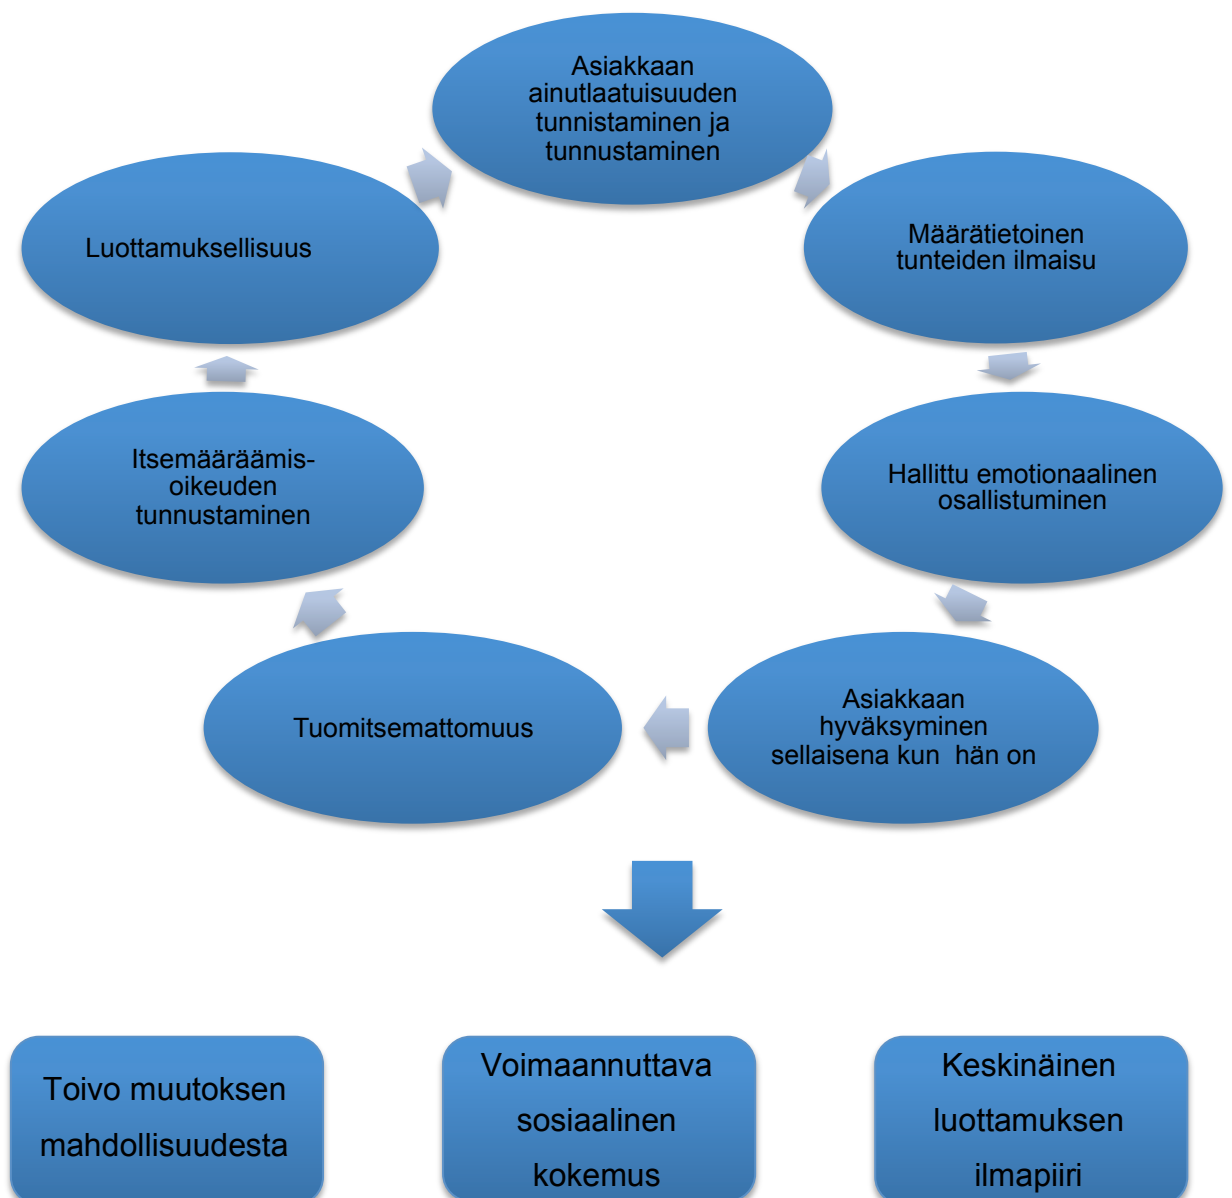 Asiakkaan
ainutlaatuisuuden
tunnistaminen ja
tunnustaminen
Määrätietoinen
tunteiden ilmaisu
Hallittu emotionaalinen
osallistuminen
Asiakkaan
hyväksyminen
sellaisena kun  hän on
Tuomitsemattomuus
Itsemääräämis-
oikeuden
tunnustaminen
Luottamuksellisuus
Toivo muutoksen
mahdollisuudesta
Voimaannuttava
sosiaalinen
kokemus
Keskinäinen
luottamuksen
ilmapiiri